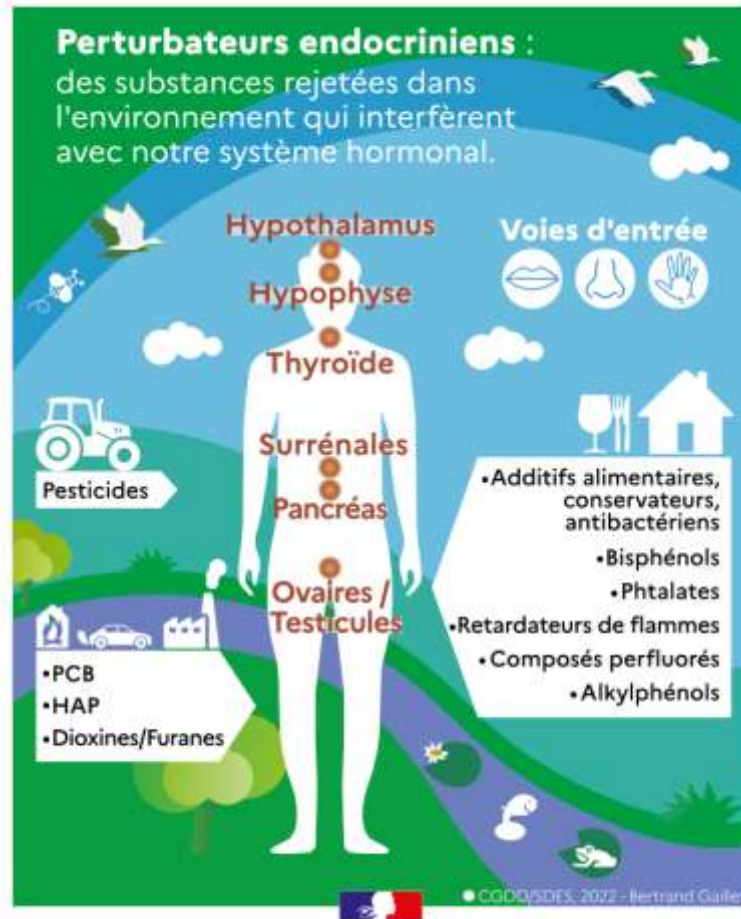 Perturbateurs endocriniens :
des substances rejetées dans
l'environnement qui interfèrent
avec notre système hormonal.
Hypothalamus
Hypophyse
Thyroïde
Surrénales
Pancréas
Ovaires /
Testicules
Voies d'entrée
Pesticides
•PCB
•HAP
•Dioxines/Furanes
•Additifs alimentaires,
conservateurs,
antibactériens
•Bisphénols
•Phtalates
•Retardateurs de flammes
•Composés perfluorés
•Alkylphénols
● CGDD/SDES, 2022 - Bertrand Gaillet